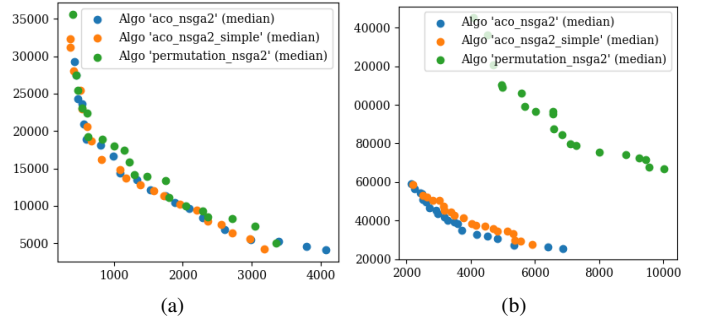 35000
30000
25000
20000
15000
10000
5000
Algo 'aco_nsga2' (median)
Algo 'aco_nsga2_simple' (median)
Algo 'permutation_nsga2' (median)
1000
2000
3000
4000
(a)
40000
20000
00000
80000
60000
40000
20000
Algo 'aco_nsga2' (median)
Algo 'aco_nsga2_simple' (median)
Algo 'permutation_nsga2' (median)
2000
4000
6000
8000
10000
(b)